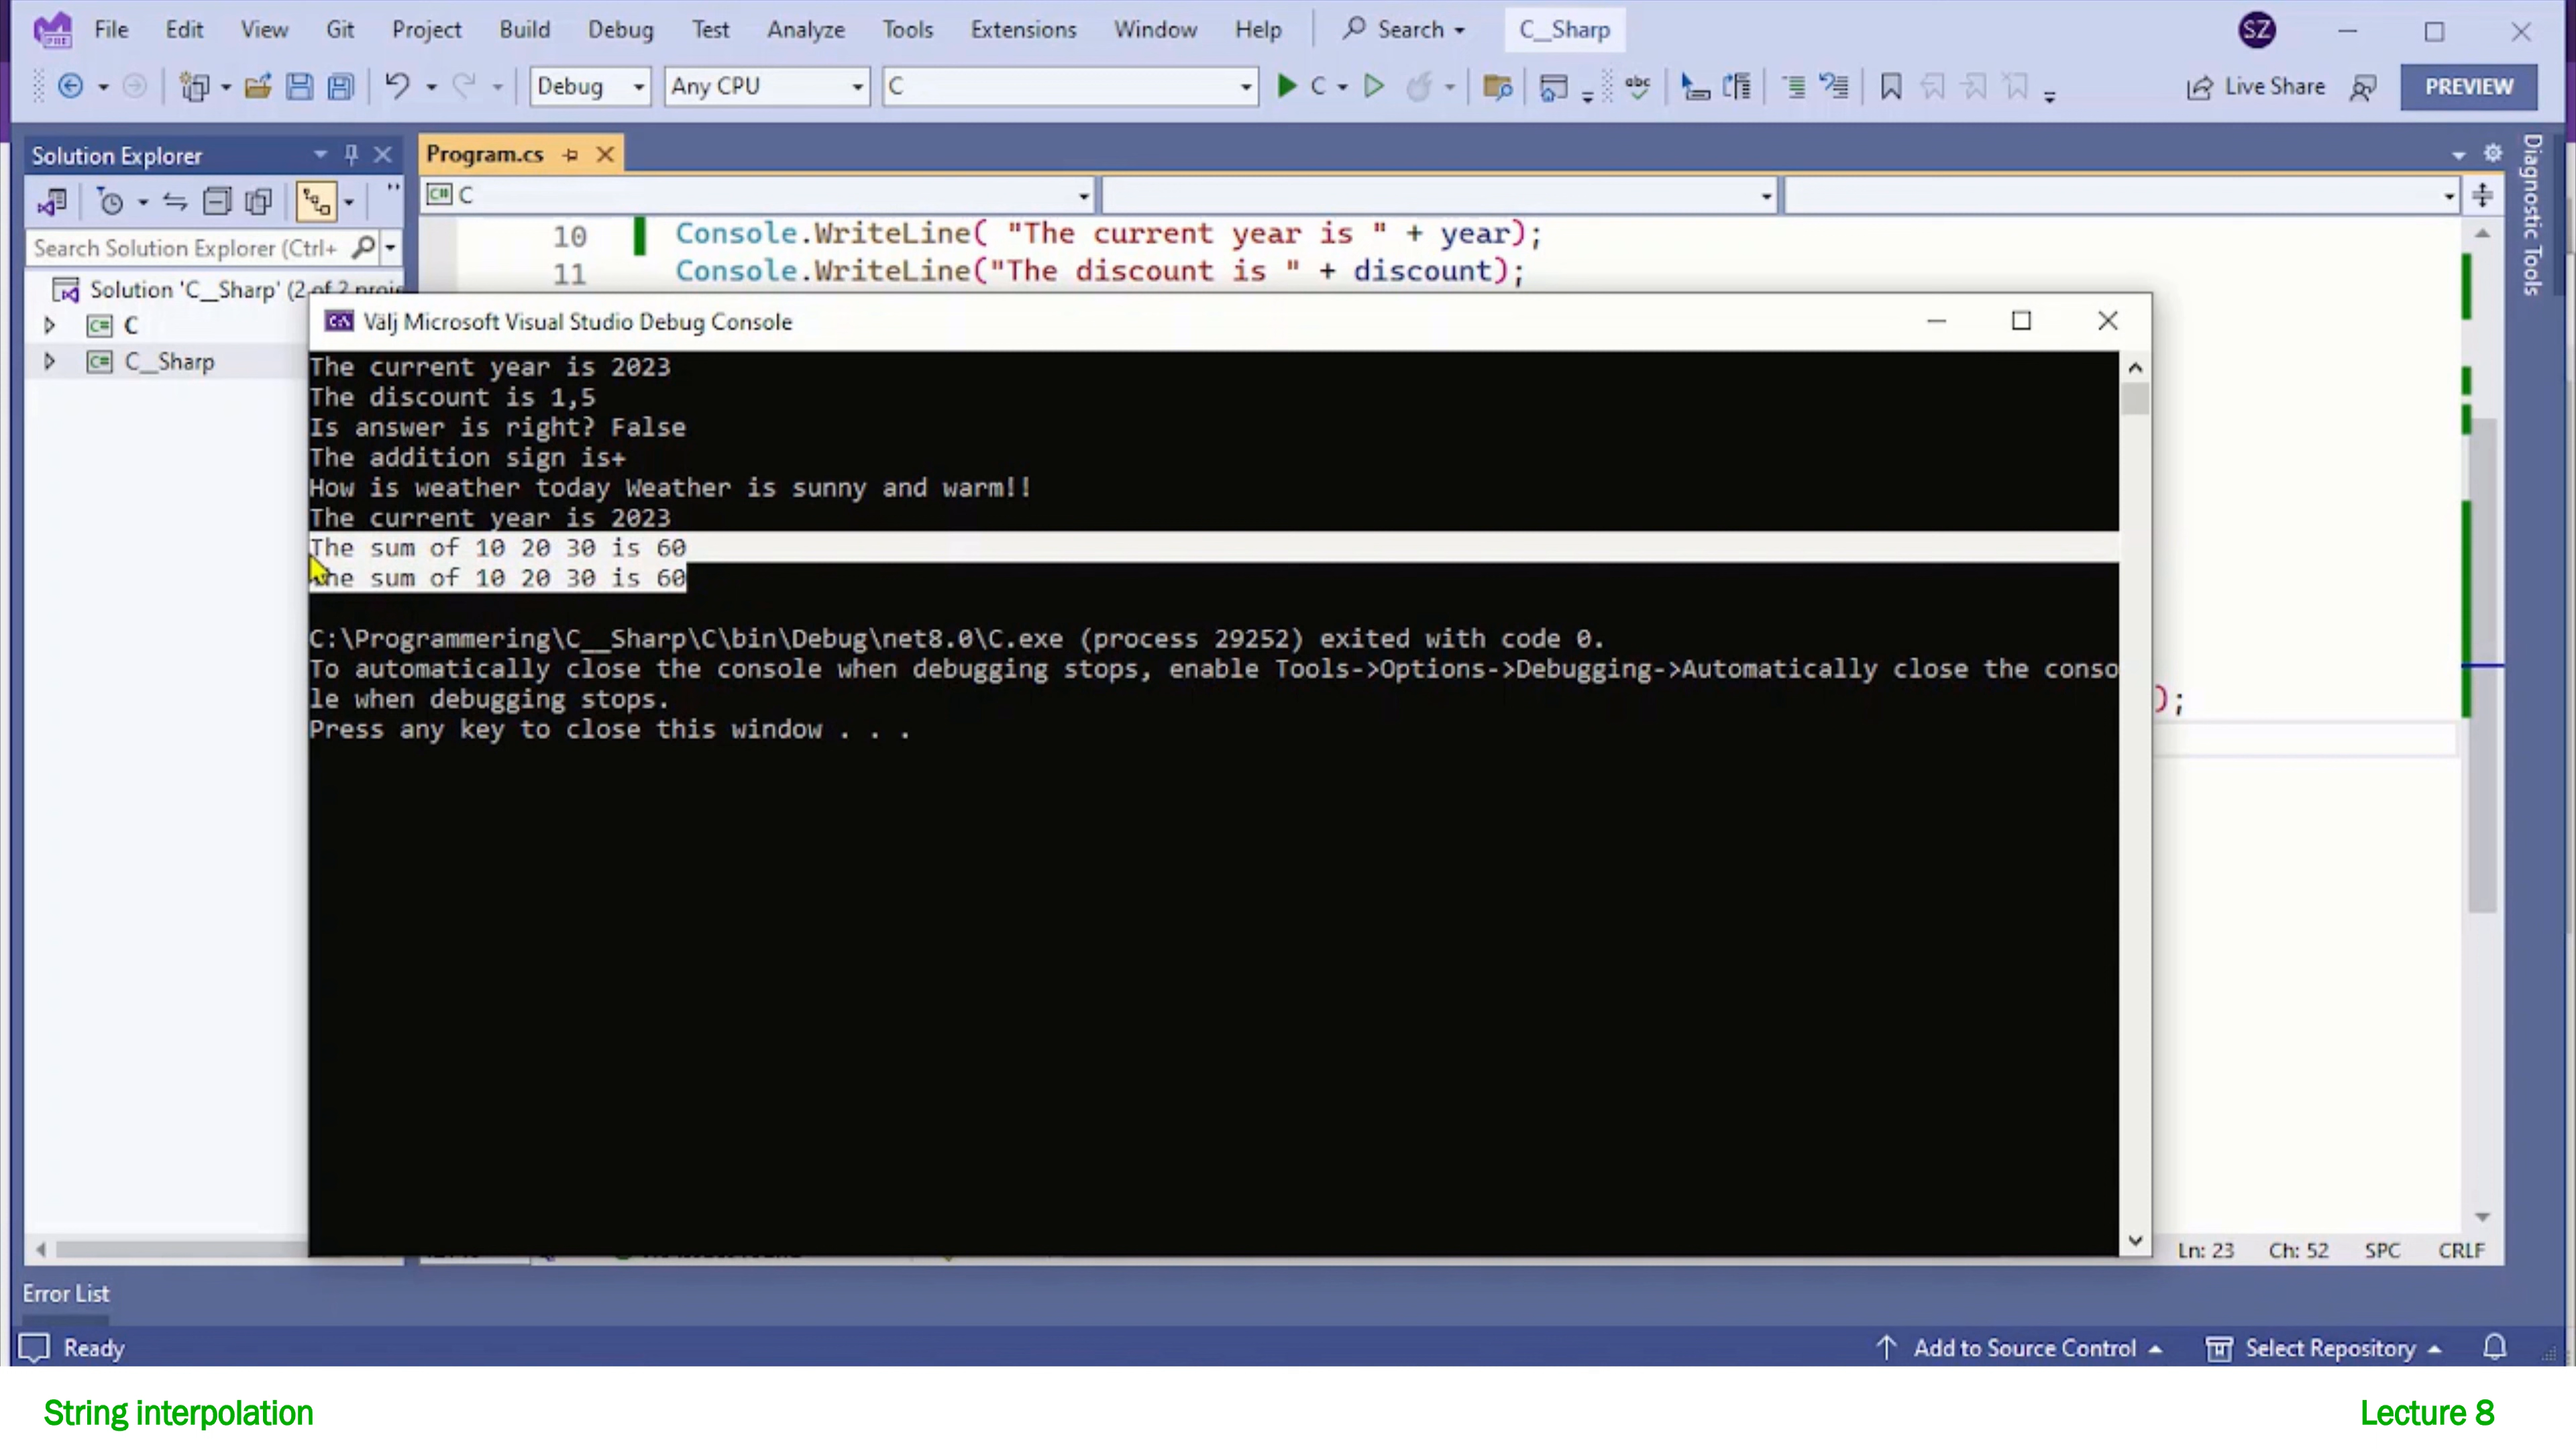 File Edit View Git Project Build Debug Test Analyze Tools Extensions Window Help Search C__Sharp SZ
Debug Any CPU C C abc Live Share PREVIEW
Solution Explorer
Program.cs
C
Search Solution Explorer (Ctrl+
Solution 'C__Sharp' (2 of 2 proje
C
C__Sharp
10 Console.WriteLine( "The current year is " + year);
11 Console.WriteLine("The discount is " + discount);
Diagnostic Tools
Välj Microsoft Visual Studio Debug Console
The current year is 2023
The discount is 1,5
Is answer is right? False
The addition sign is+
How is weather today Weather is sunny and warm!!
The current year is 2023
The sum of 10 20 30 is 60
The sum of 10 20 30 is 60
C:\Programmering\C__Sharp\C\bin\Debug\net8.0\C.exe (process 29252) exited with code 0.
To automatically close the console when debugging stops, enable Tools->Options->Debugging->Automatically close the conso
le when debugging stops.
Press any key to close this window . . .
);
Ln: 23 Ch: 52 SPC CRLF
Error List
Ready Add to Source Control Select Repository
String interpolation Lecture 8